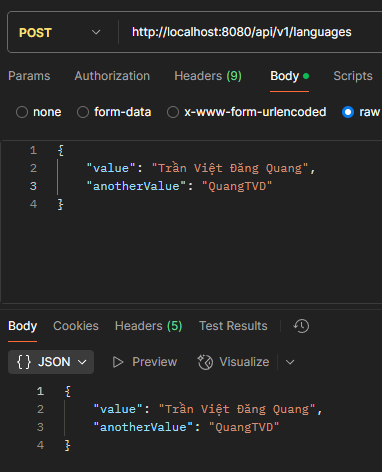 POST http://localhost:8080/api/v1/languages
Params Authorization Headers (9) Body Scripts
none form-data x-www-form-urlencoded raw
1 {
2 "value": "Trần Việt Đăng Quang",
3 "anotherValue": "QuangTVD"
4 }
Body Cookies Headers (5) Test Results
{} JSON Preview Visualize
1 {
2 "value": "Trần Việt Đăng Quang",
3 "anotherValue": "QuangTVD"
4 }